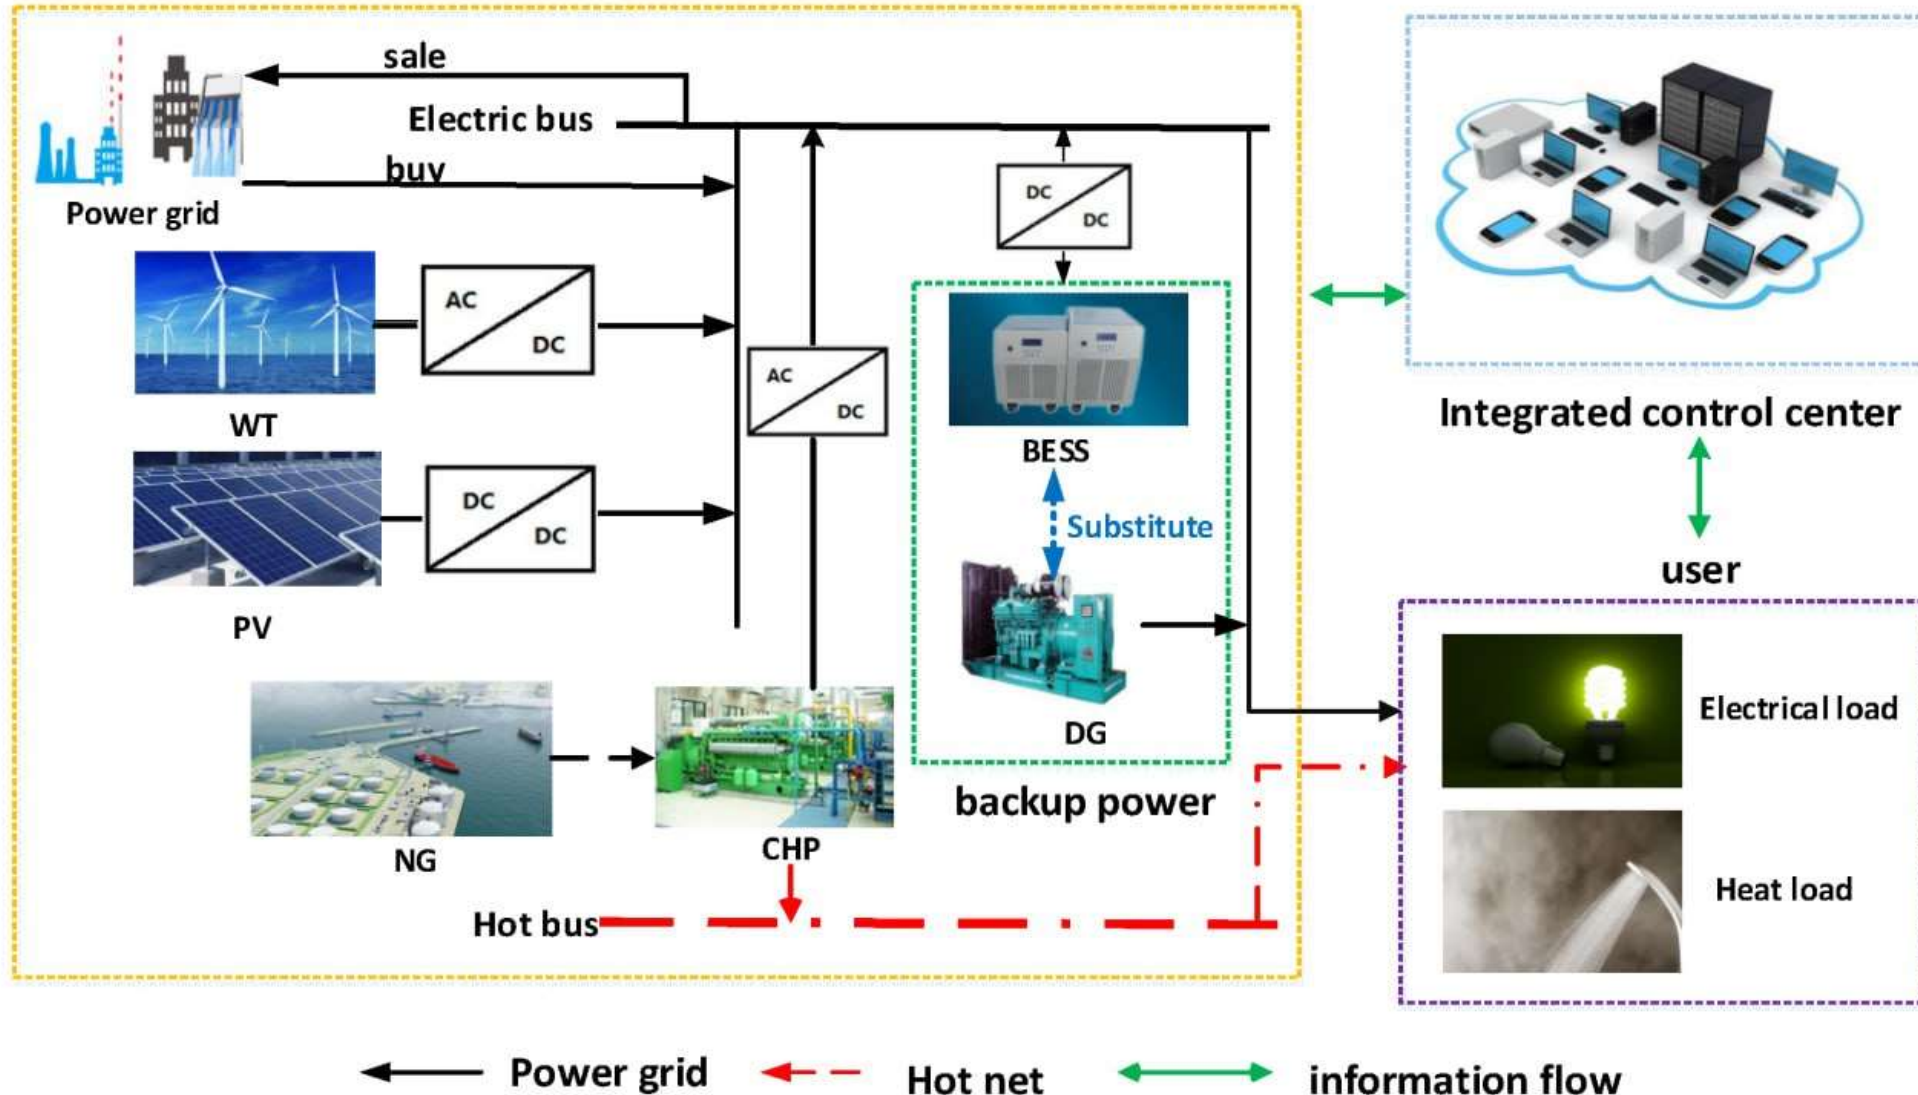 sale
Electric bus
buy
Power grid
AC
DC
WT
DC
DC
PV
AC
DC
DC
DC
BESS
Substitute
DG
backup power
NG
CHP
Hot bus
Integrated control center
user
Electrical load
Heat load
Power grid
Hot net
information flow